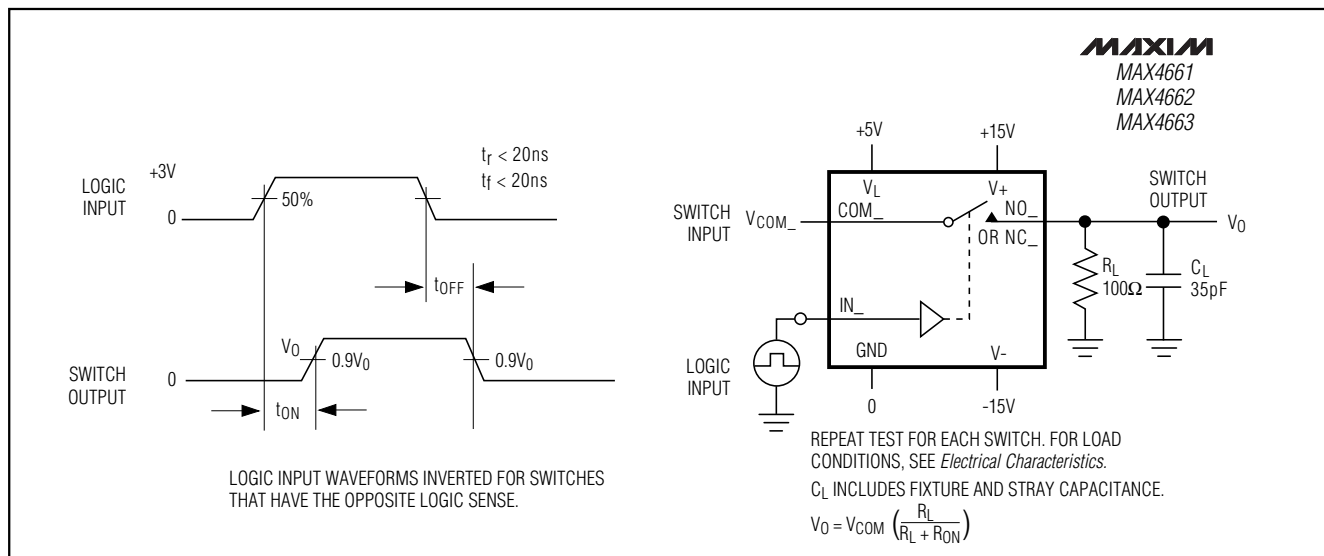 MAXIM
MAX4661
MAX4662
MAX4663
LOGIC
INPUT
+3V
0
50%
tr < 20ns
tf < 20ns
tOFF
SWITCH
OUTPUT
VO
0
0.9V0
0.9V0
tON
LOGIC INPUT WAVEFORMS INVERTED FOR SWITCHES
THAT HAVE THE OPPOSITE LOGIC SENSE.
+5V
+15V
VL
V+
SWITCH
INPUT
VCOM_
COM_
NO_
OR NC_
SWITCH
OUTPUT
VO
RL
100Ω
CL
35pF
IN_
LOGIC
INPUT
GND
V-
0
-15V
REPEAT TEST FOR EACH SWITCH. FOR LOAD
CONDITIONS, SEE Electrical Characteristics.
CL INCLUDES FIXTURE AND STRAY CAPACITANCE.
VO = VCOM (RL / RL + RON)